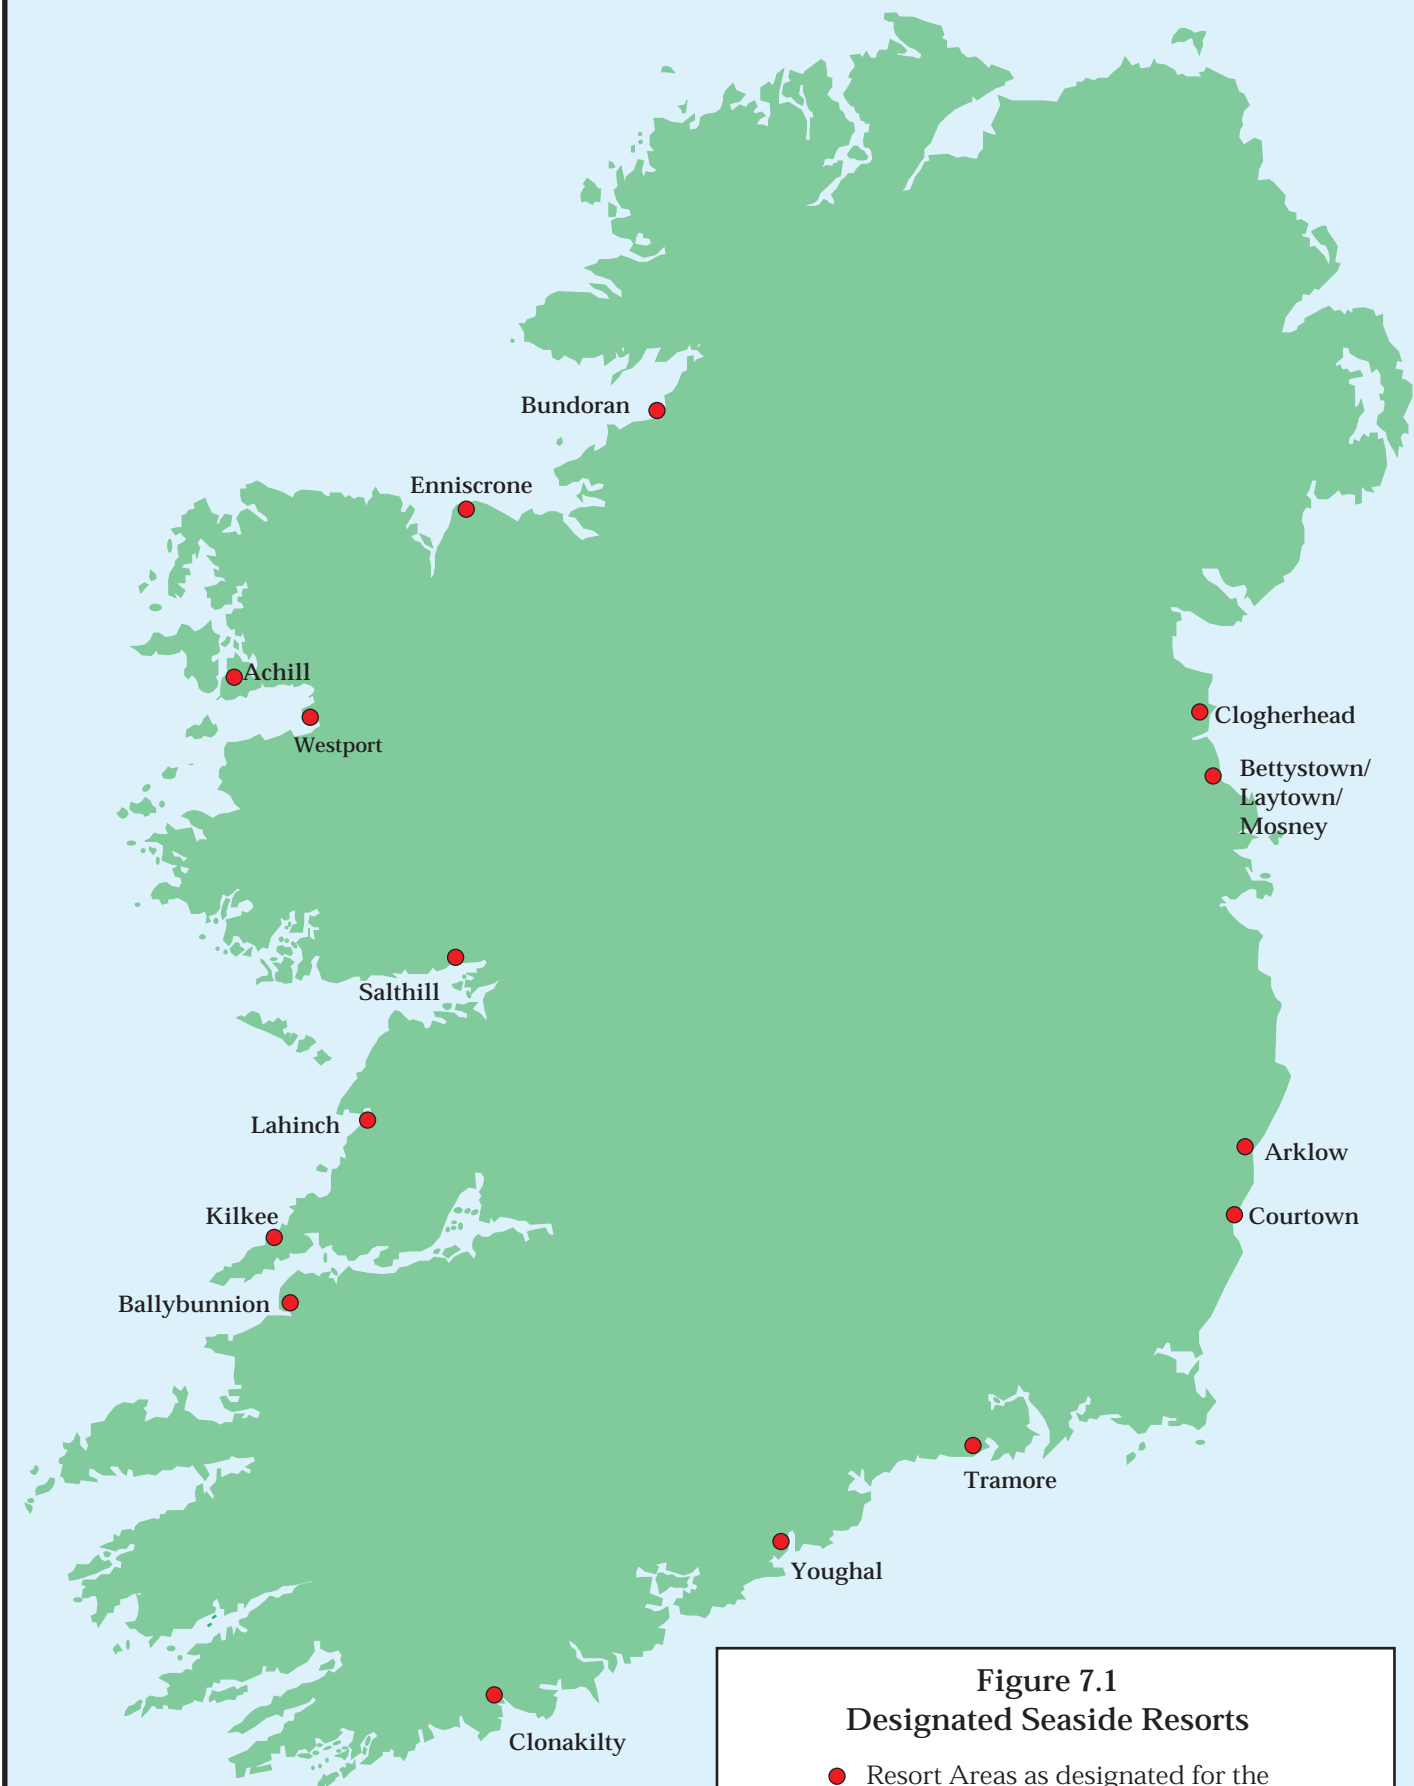 Bundoran
Enniscrone
Achill
Westport
Clogherhead
Bettystown/
Laytown/
Mosney
Salthill
Lahinch
Arklow
Kilkee
Courtown
Ballybunnion
Tramore
Youghal
Clonakilty
Figure 7.1
Designated Seaside Resorts
Resort Areas as designated for the